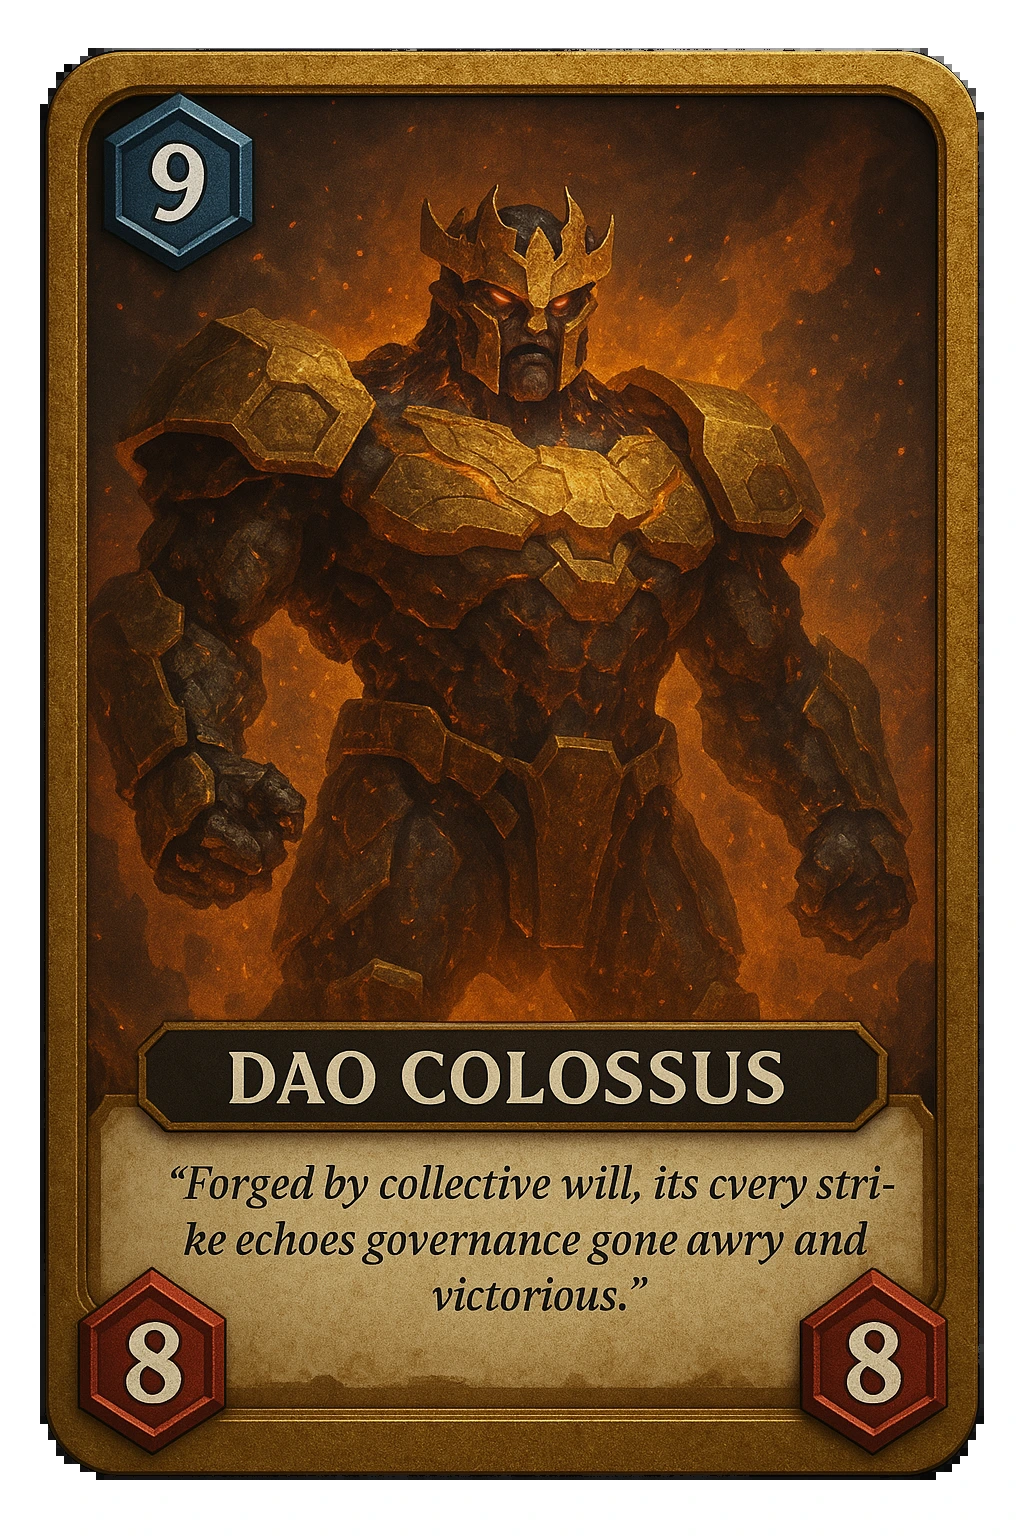 9
DAO COLOSSUS
“Forged by collective will, its cvery stri-
ke echoes governance gone awry and
victorious.”
8
8